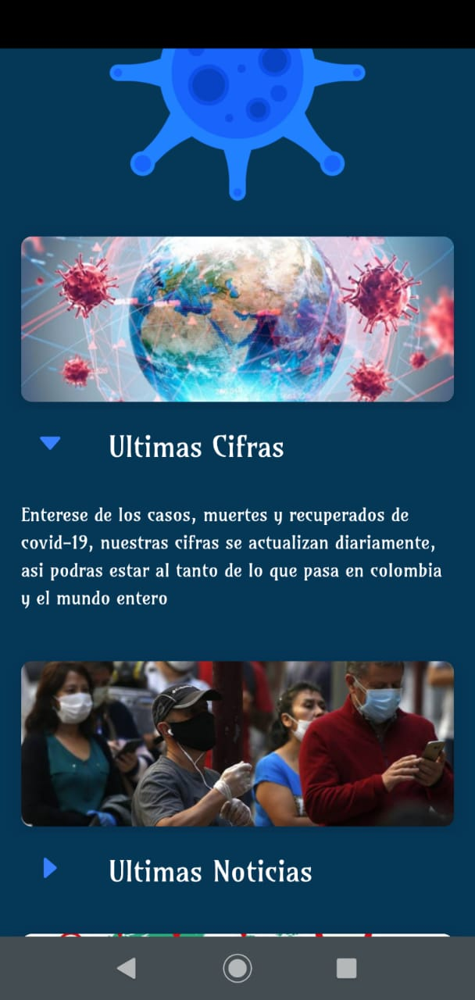 Ultimas Cifras
Enterese de los casos, muertes y recuperados de
covid-19, nuestras cifras se actualizan diariamente,
asi podras estar al tanto de lo que pasa en colombia
y el mundo entero
Ultimas Noticias